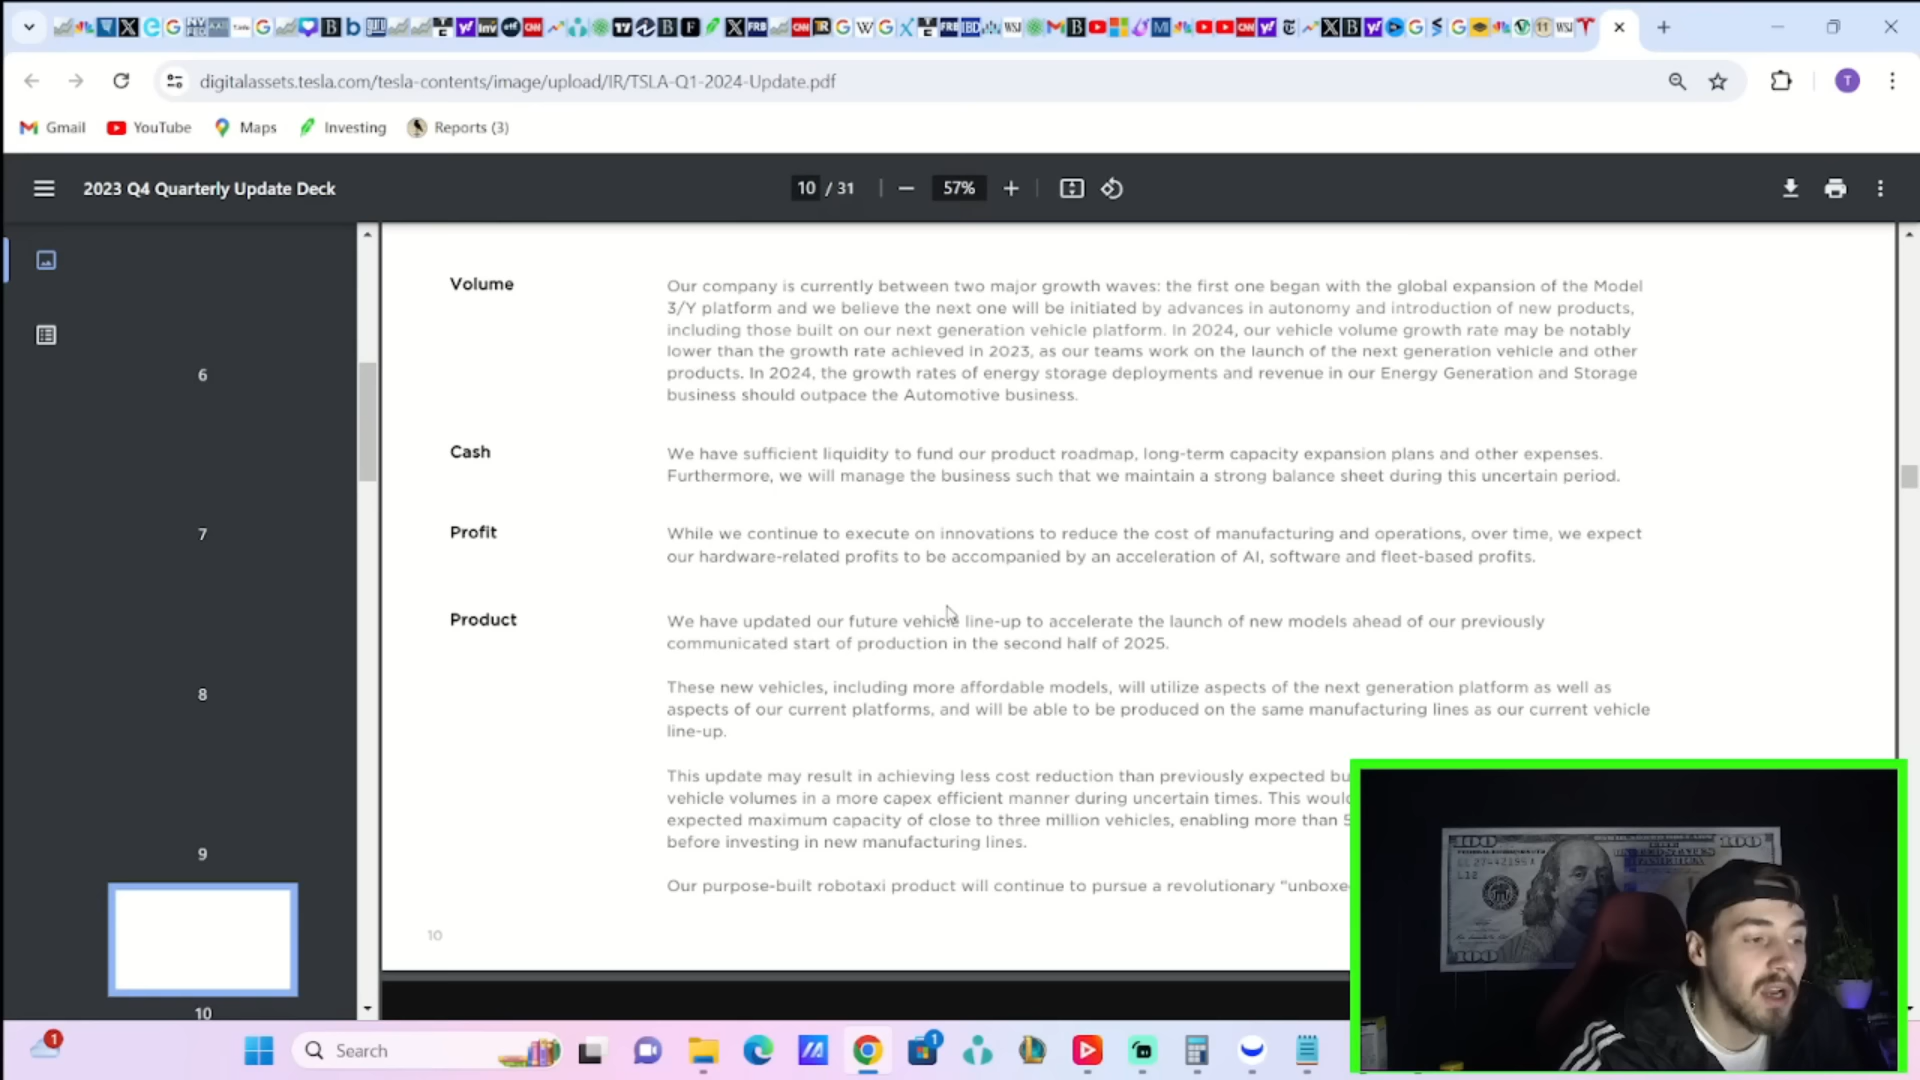 digitalassets.tesla.com/tesla-contents/image/upload/IR/TSLA-Q1-2024-Update.pdf
T
Gmail
YouTube
Maps
Investing
Reports (3)
2023 Q4 Quarterly Update Deck
10 / 31
57%
Volume
Our company is currently between two major growth waves: the first one began with the global expansion of the Model
3/Y platform and we believe the next one will be initiated by advances in autonomy and introduction of new products,
including those built on our next generation vehicle platform. In 2024, our vehicle volume growth rate may be notably
lower than the growth rate achieved in 2023, as our teams work on the launch of the next generation vehicle and other
products. In 2024, the growth rates of energy storage deployments and revenue in our Energy Generation and Storage
business should outpace the Automotive business.
Cash
We have sufficient liquidity to fund our product roadmap, long-term capacity expansion plans and other expenses.
Furthermore, we will manage the business such that we maintain a strong balance sheet during this uncertain period.
Profit
While we continue to execute on innovations to reduce the cost of manufacturing and operations, over time, we expect
our hardware-related profits to be accompanied by an acceleration of AI, software and fleet-based profits.
Product
We have updated our future vehicle line-up to accelerate the launch of new models ahead of our previously
communicated start of production in the second half of 2025.
These new vehicles, including more affordable models, will utilize aspects of the next generation platform as well as
aspects of our current platforms, and will be able to be produced on the same manufacturing lines as our current vehicle
line-up.
This update may result in achieving less cost reduction than previously expected bu
vehicle volumes in a more capex efficient manner during uncertain times. This would
expected maximum capacity of close to three million vehicles, enabling more than 5
before investing in new manufacturing lines.
Our purpose-built robotaxi product will continue to pursue a revolutionary “unboxe
10
6
7
8
9
10
100
100
100
1
Search
1